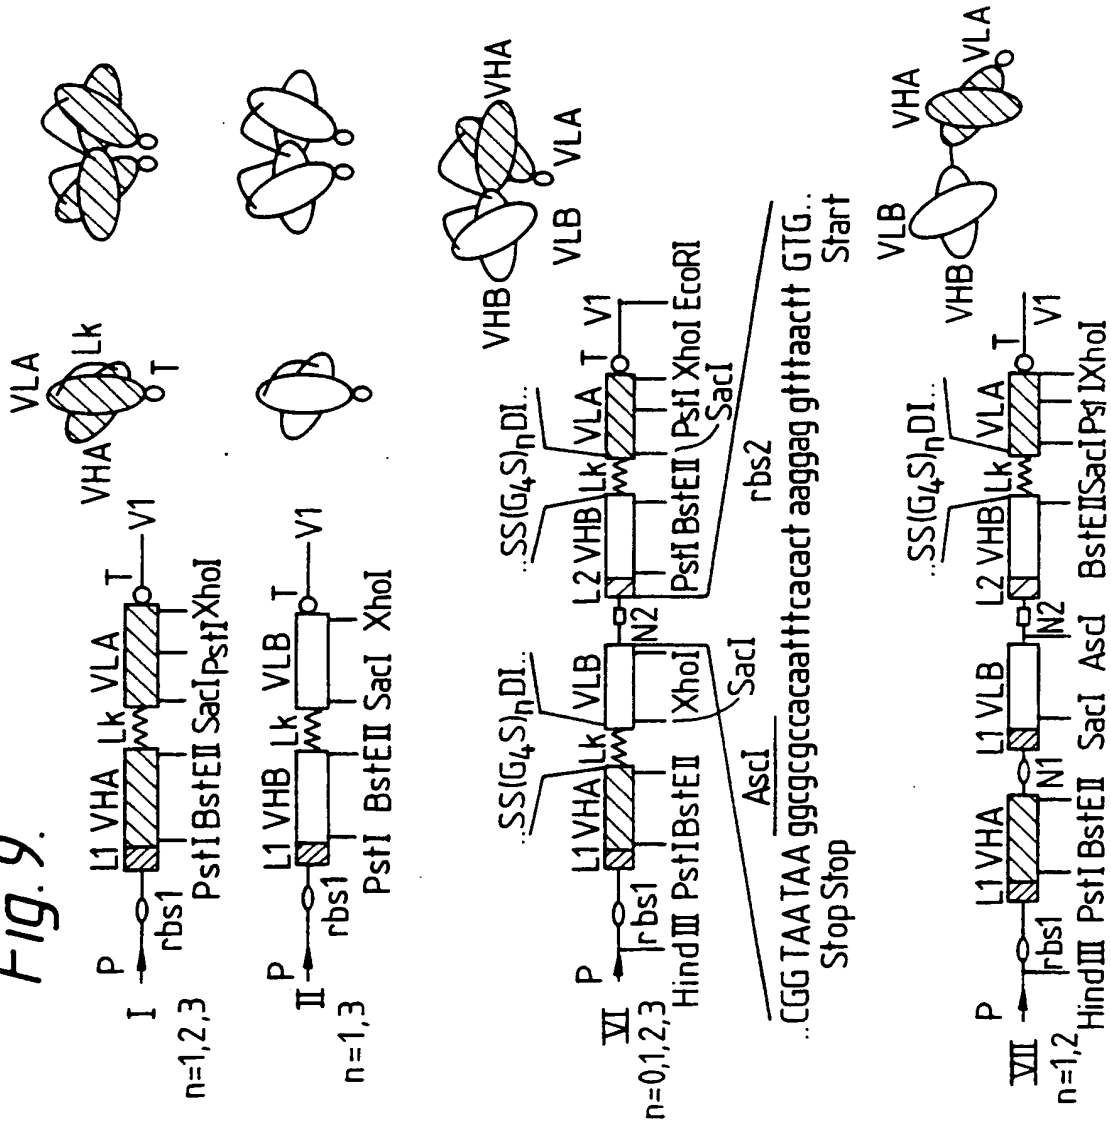 Fig. 9.
VLA
VHA
Lk
T
L1 VHA Lk VLA T V1
P
rbs1
PstI BstEII SacI PstI XhoI
I
n=1,2,3
L1 VHB Lk VLB T V1
P
rbs1
PstI BstEII SacI XhoI
II
n=1,3
VHA
VLA
VLB
VHB
..SS(G4S)nDI.. ..SS(G4S)nDI..
L1 VHA Lk VLB L2 VHB Lk VLA T V1
P
rbs1
N2
HindIII PstI BstEII XhoI PstI BstEII PstI XhoI EcoRI
SacI SacI
VI
n=0,1,2,3
AscI rbs2
..CGG TAATAA ggcgcgccacaatttcacact aaggag gtttaactt GTG..
Stop Stop Start
VHA
VLA
VLB
VHB
..SS(G4S)nDI..
L1 VHA L1 VLB L2 VHB Lk VLA T V1
P
rbs1 N1 N2
HindIII PstI BstEII SacI AscI BstEII SacI PstI XhoI
VII
n=1,2